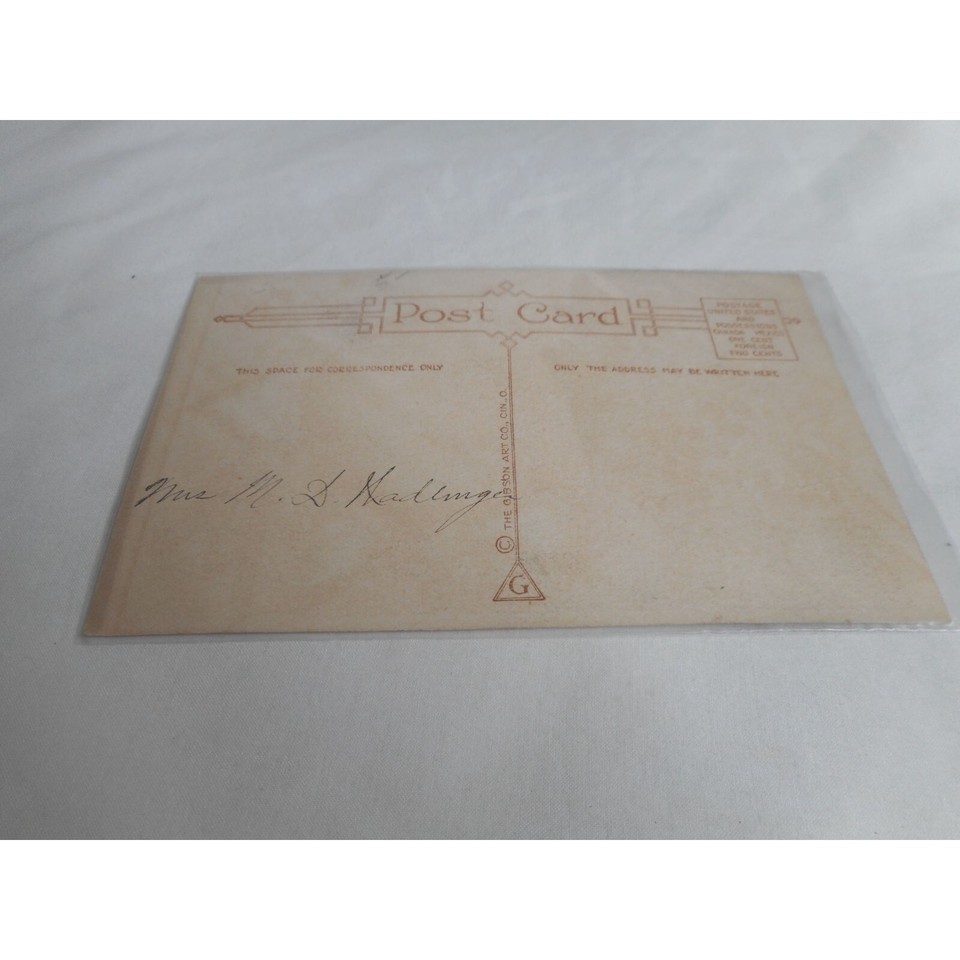 Post Card
POSTAGE
UNITED STATES
AND
POSSESSIONS
CANADA MEXICO
ONE CENT
FOREIGN
TWO CENTS
THIS SPACE FOR CORRESPONDENCE ONLY
ONLY THE ADDRESS MAY BE WRITTEN HERE
© THE GIBSON ART CO., CIN., O.
Mrs M. D.
G